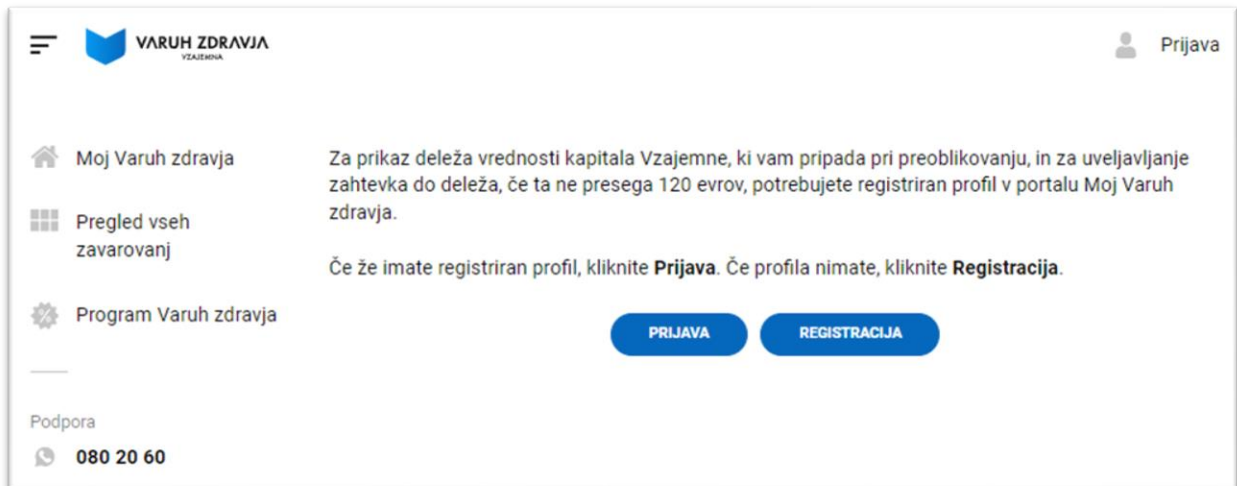 VARUH ZDRAVJA
VZAJEMNA
Prijava
Moj Varuh zdravja
Pregled vseh
zavarovanj
Program Varuh zdravja
Podpora
080 20 60
Za prikaz deleža vrednosti kapitala Vzajemne, ki vam pripada pri preoblikovanju, in za uveljavljanje
zahtevka do deleža, če ta ne presega 120 evrov, potrebujete registriran profil v portalu Moj Varuh
zdravja.
Če že imate registriran profil, kliknite Prijava. Če profila nimate, kliknite Registracija.
PRIJAVA
REGISTRACIJA